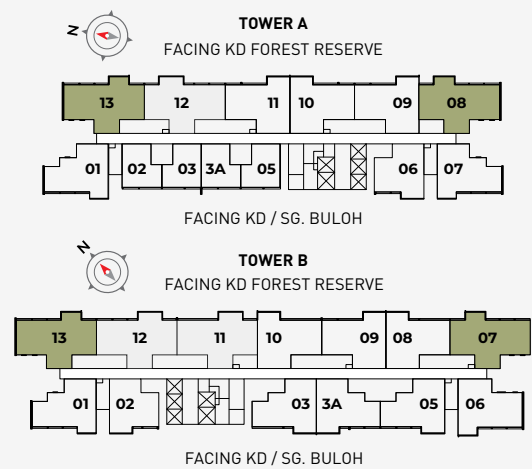 N
TOWER A
FACING KD FOREST RESERVE
13 12 11 10 09 08
01 02 03 3A 05 06 07
FACING KD / SG. BULOH
N
TOWER B
FACING KD FOREST RESERVE
13 12 11 10 09 08 07
01 02 03 3A 05 06
FACING KD / SG. BULOH